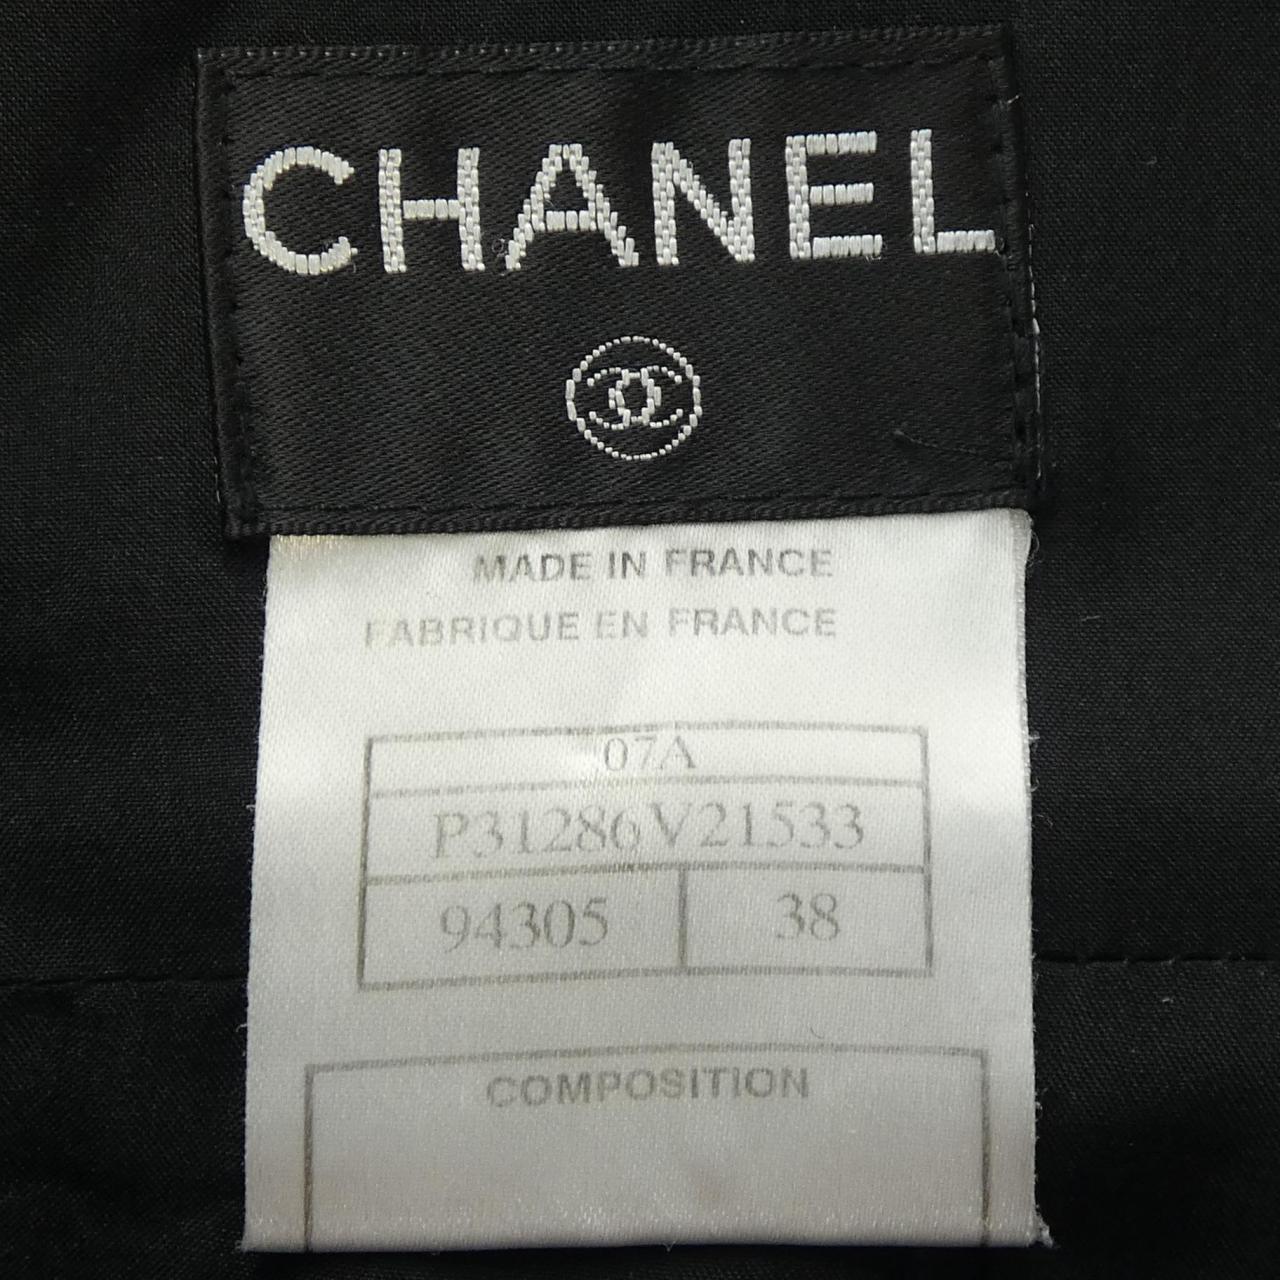 CHANEL
MADE IN FRANCE
FABRIQUE EN FRANCE
07A
P31286V21533
94305 38
COMPOSITION